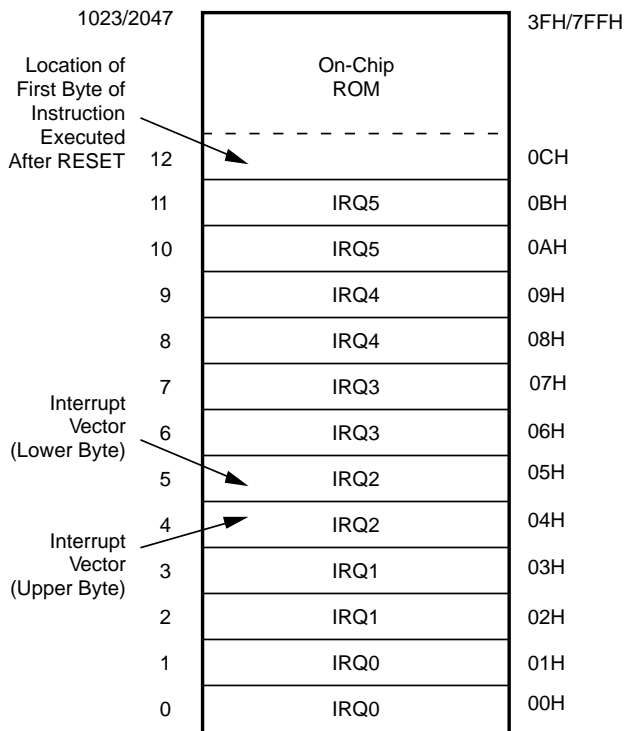 1023/2047
3FH/7FFH
Location of
First Byte of
Instruction
Executed
After RESET
On-Chip
ROM
12
0CH
11
IRQ5
0BH
10
IRQ5
0AH
9
IRQ4
09H
8
IRQ4
08H
7
IRQ3
07H
Interrupt
Vector
(Lower Byte)
6
IRQ3
06H
5
IRQ2
05H
4
IRQ2
04H
Interrupt
Vector
(Upper Byte)
3
IRQ1
03H
2
IRQ1
02H
1
IRQ0
01H
0
IRQ0
00H